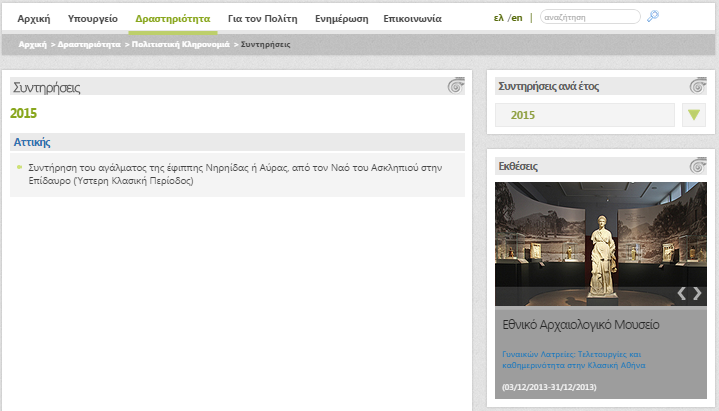 Αρχική Υπουργείο Δραστηριότητα Για τον Πολίτη Ενημέρωση Επικοινωνία ελ /en | αναζήτηση
Αρχική > Δραστηριότητα > Πολιτιστική Κληρονομιά > Συντηρήσεις
Συντηρήσεις
2015
Αττικής
Συντήρηση του αγάλματος της έφιππης Νηρηίδας ή Αύρας, από τον Ναό του Ασκληπιού στην
Επίδαυρο (Ύστερη Κλασική Περίοδος)
Συντηρήσεις ανά έτος
2015
Εκθέσεις
Εθνικό Αρχαιολογικό Μουσείο
Γυναικών Λατρείες: Τελετουργίες και
καθημερινότητα στην Κλασική Αθήνα
(03/12/2013-31/12/2013)